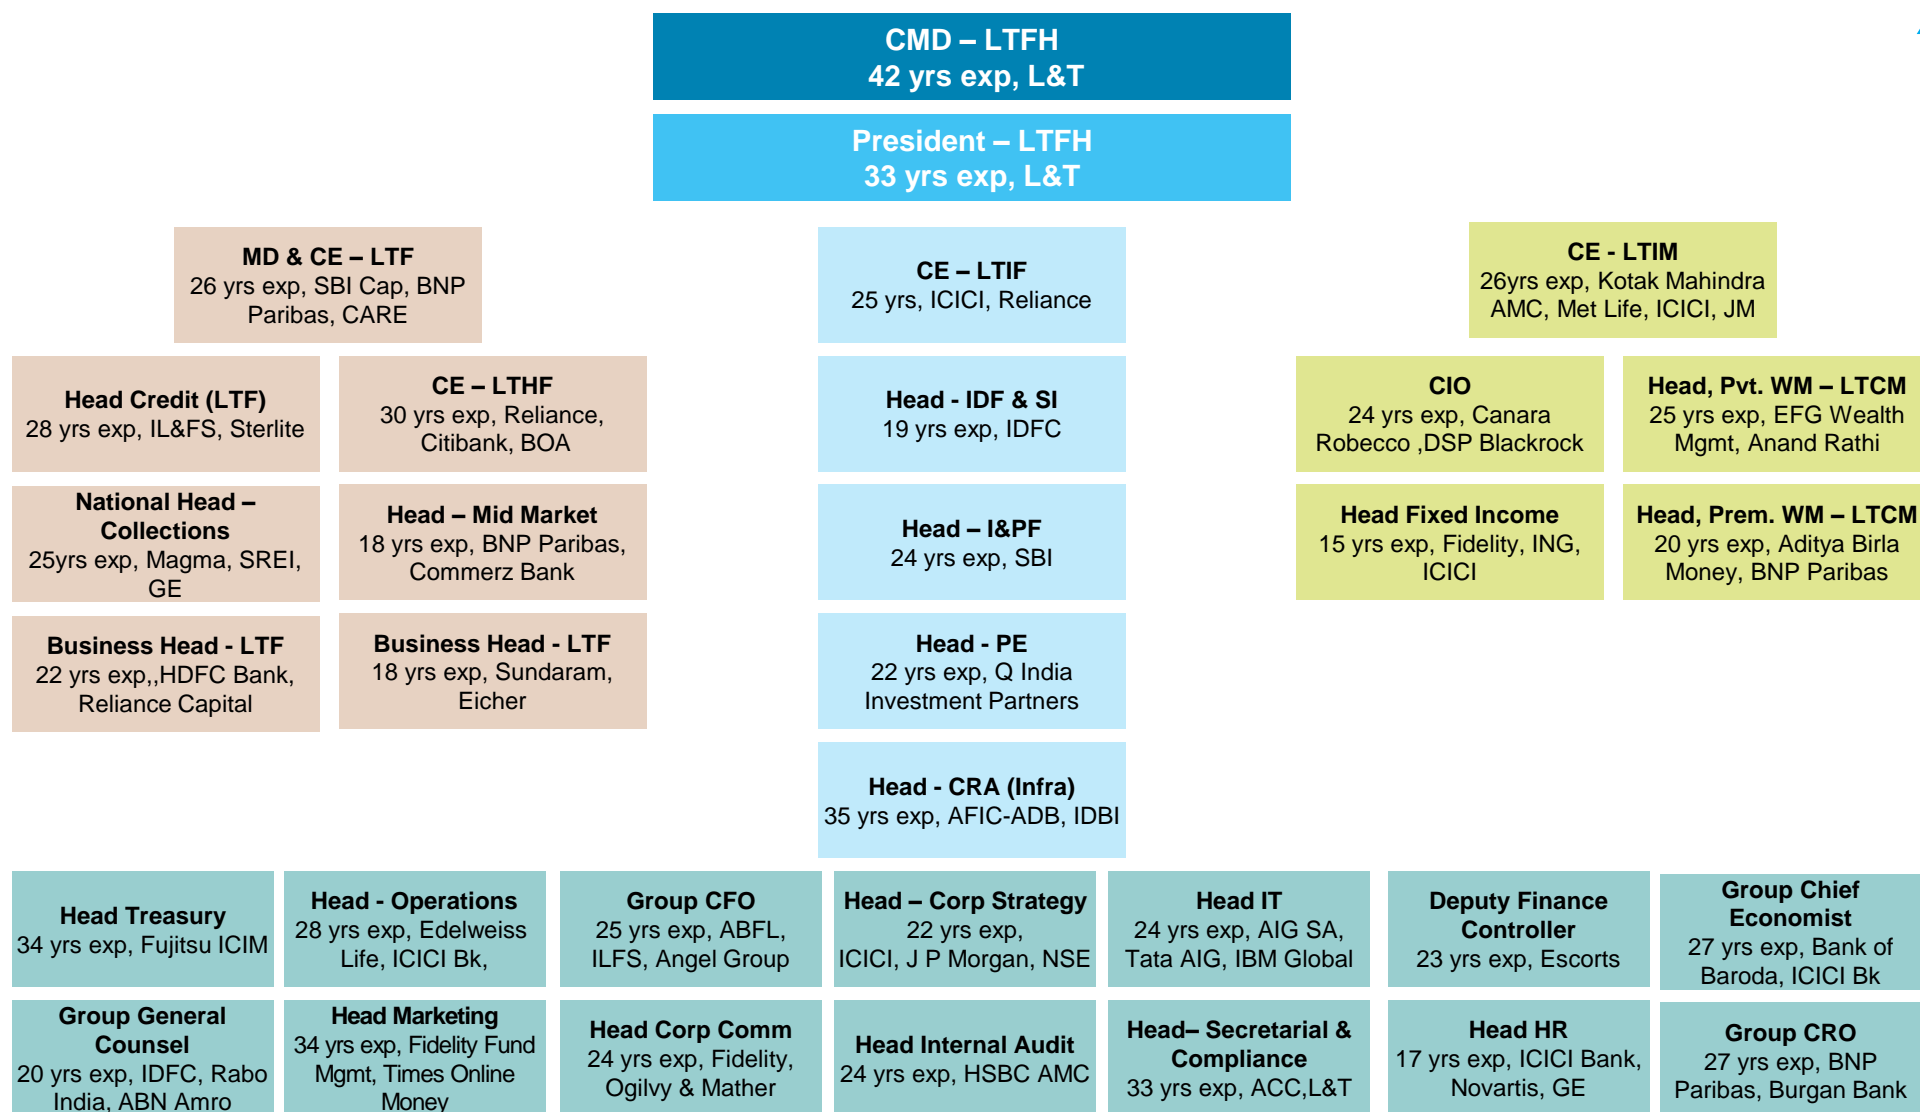 CMD – LTFH
42 yrs exp, L&T
President – LTFH
33 yrs exp, L&T
MD & CE – LTF
26 yrs exp, SBI Cap, BNP
Paribas, CARE
CE – LTIF
25 yrs, ICICI, Reliance
CE - LTIM
26yrs exp, Kotak Mahindra
AMC, Met Life, ICICI, JM
Head Credit (LTF)
28 yrs exp, IL&FS, Sterlite
CE – LTHF
30 yrs exp, Reliance,
Citibank, BOA
Head - IDF & SI
19 yrs exp, IDFC
CIO
24 yrs exp, Canara
Robecco ,DSP Blackrock
Head, Pvt. WM – LTCM
25 yrs exp, EFG Wealth
Mgmt, Anand Rathi
National Head –
Collections
25yrs exp, Magma, SREI,
GE
Head – Mid Market
18 yrs exp, BNP Paribas,
Commerz Bank
Head – I&PF
24 yrs exp, SBI
Head Fixed Income
15 yrs exp, Fidelity, ING,
ICICI
Head, Prem. WM – LTCM
20 yrs exp, Aditya Birla
Money, BNP Paribas
Business Head - LTF
22 yrs exp,,HDFC Bank,
Reliance Capital
Business Head - LTF
18 yrs exp, Sundaram,
Eicher
Head - PE
22 yrs exp, Q India
Investment Partners
Head - CRA (Infra)
35 yrs exp, AFIC-ADB, IDBI
Head Treasury
34 yrs exp, Fujitsu ICIM
Head - Operations
28 yrs exp, Edelweiss
Life, ICICI Bk,
Group CFO
25 yrs exp, ABFL,
ILFS, Angel Group
Head – Corp Strategy
22 yrs exp,
ICICI, J P Morgan, NSE
Head IT
24 yrs exp, AIG SA,
Tata AIG, IBM Global
Deputy Finance
Controller
23 yrs exp, Escorts
Group Chief
Economist
27 yrs exp, Bank of
Baroda, ICICI Bk
Group General
Counsel
20 yrs exp, IDFC, Rabo
India, ABN Amro
Head Marketing
34 yrs exp, Fidelity Fund
Mgmt, Times Online
Money
Head Corp Comm
24 yrs exp, Fidelity,
Ogilvy & Mather
Head Internal Audit
24 yrs exp, HSBC AMC
Head– Secretarial &
Compliance
33 yrs exp, ACC,L&T
Head HR
17 yrs exp, ICICI Bank,
Novartis, GE
Group CRO
27 yrs exp, BNP
Paribas, Burgan Bank